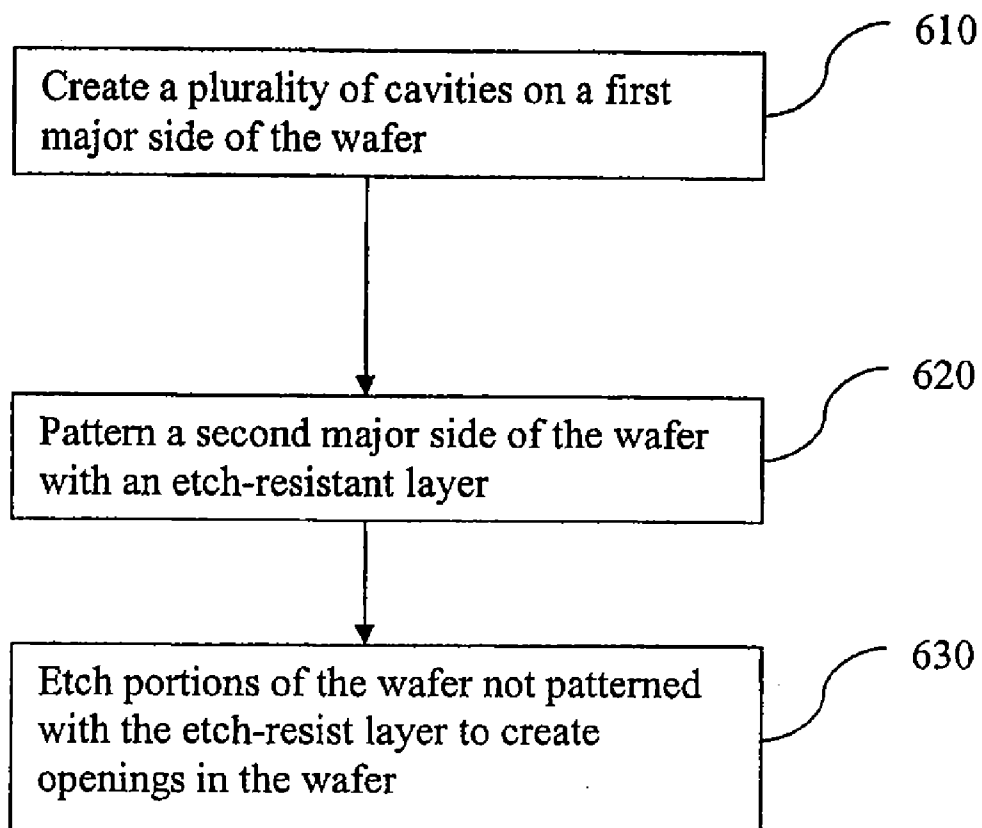 610
Create a plurality of cavities on a first
major side of the wafer
620
Pattern a second major side of the wafer
with an etch-resistant layer
630
Etch portions of the wafer not patterned
with the etch-resist layer to create
openings in the wafer